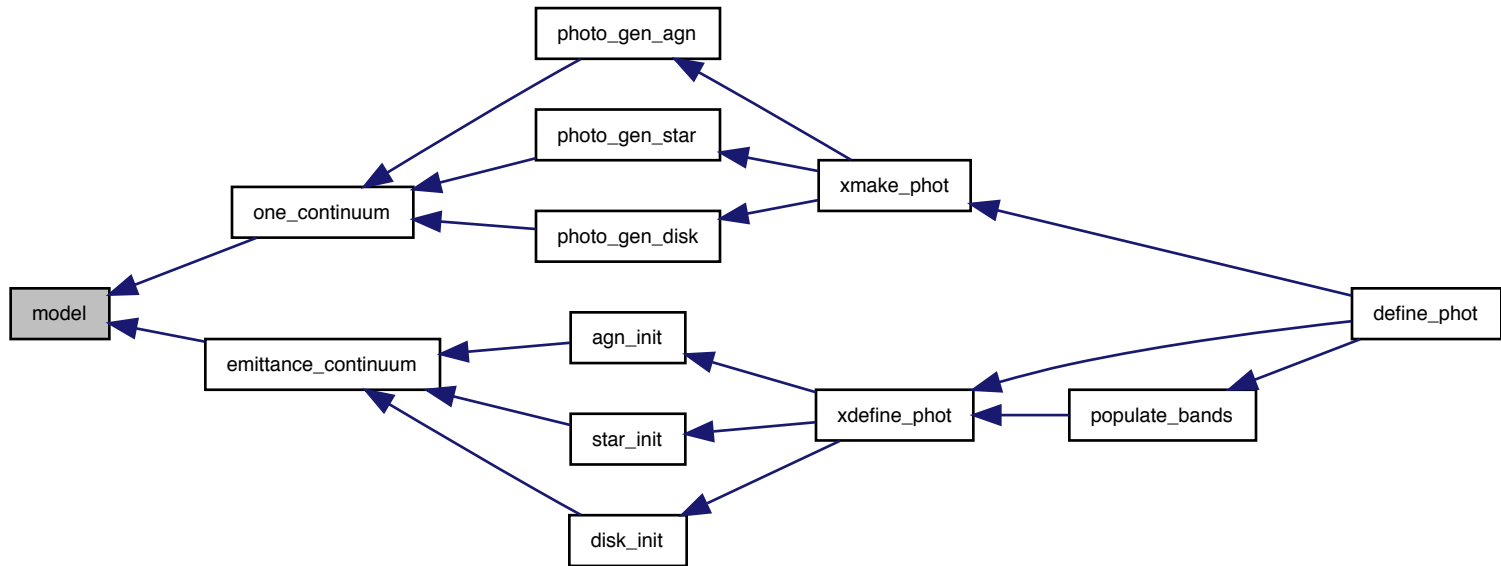 photo_gen_agn
photo_gen_star
xmake_phot
one_continuum
photo_gen_disk
model
define_phot
agn_init
emittance_continuum
xdefine_phot
populate_bands
star_init
disk_init